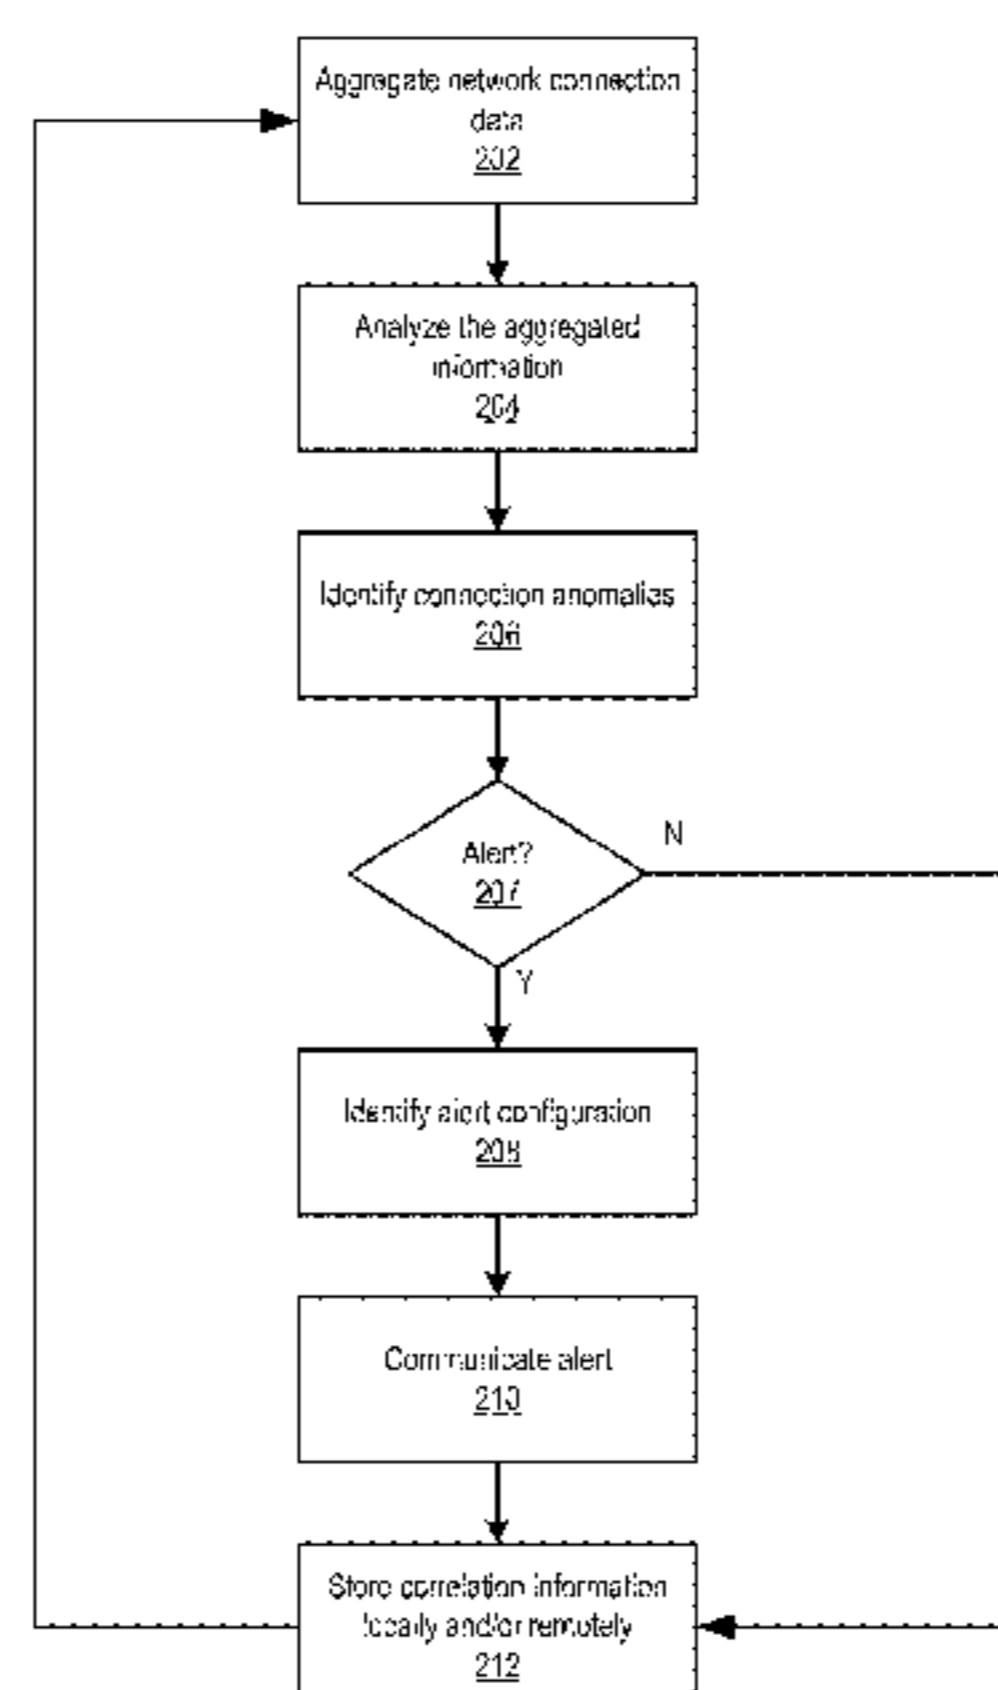 Aggregate network connection
data
202
Analyze the aggregated
information
204
Identify connection anomalies
206
Alert?
207
N
Y
Identify alert configuration
208
Communicate alert
210
Store correlation information
locally and/or remotely
212